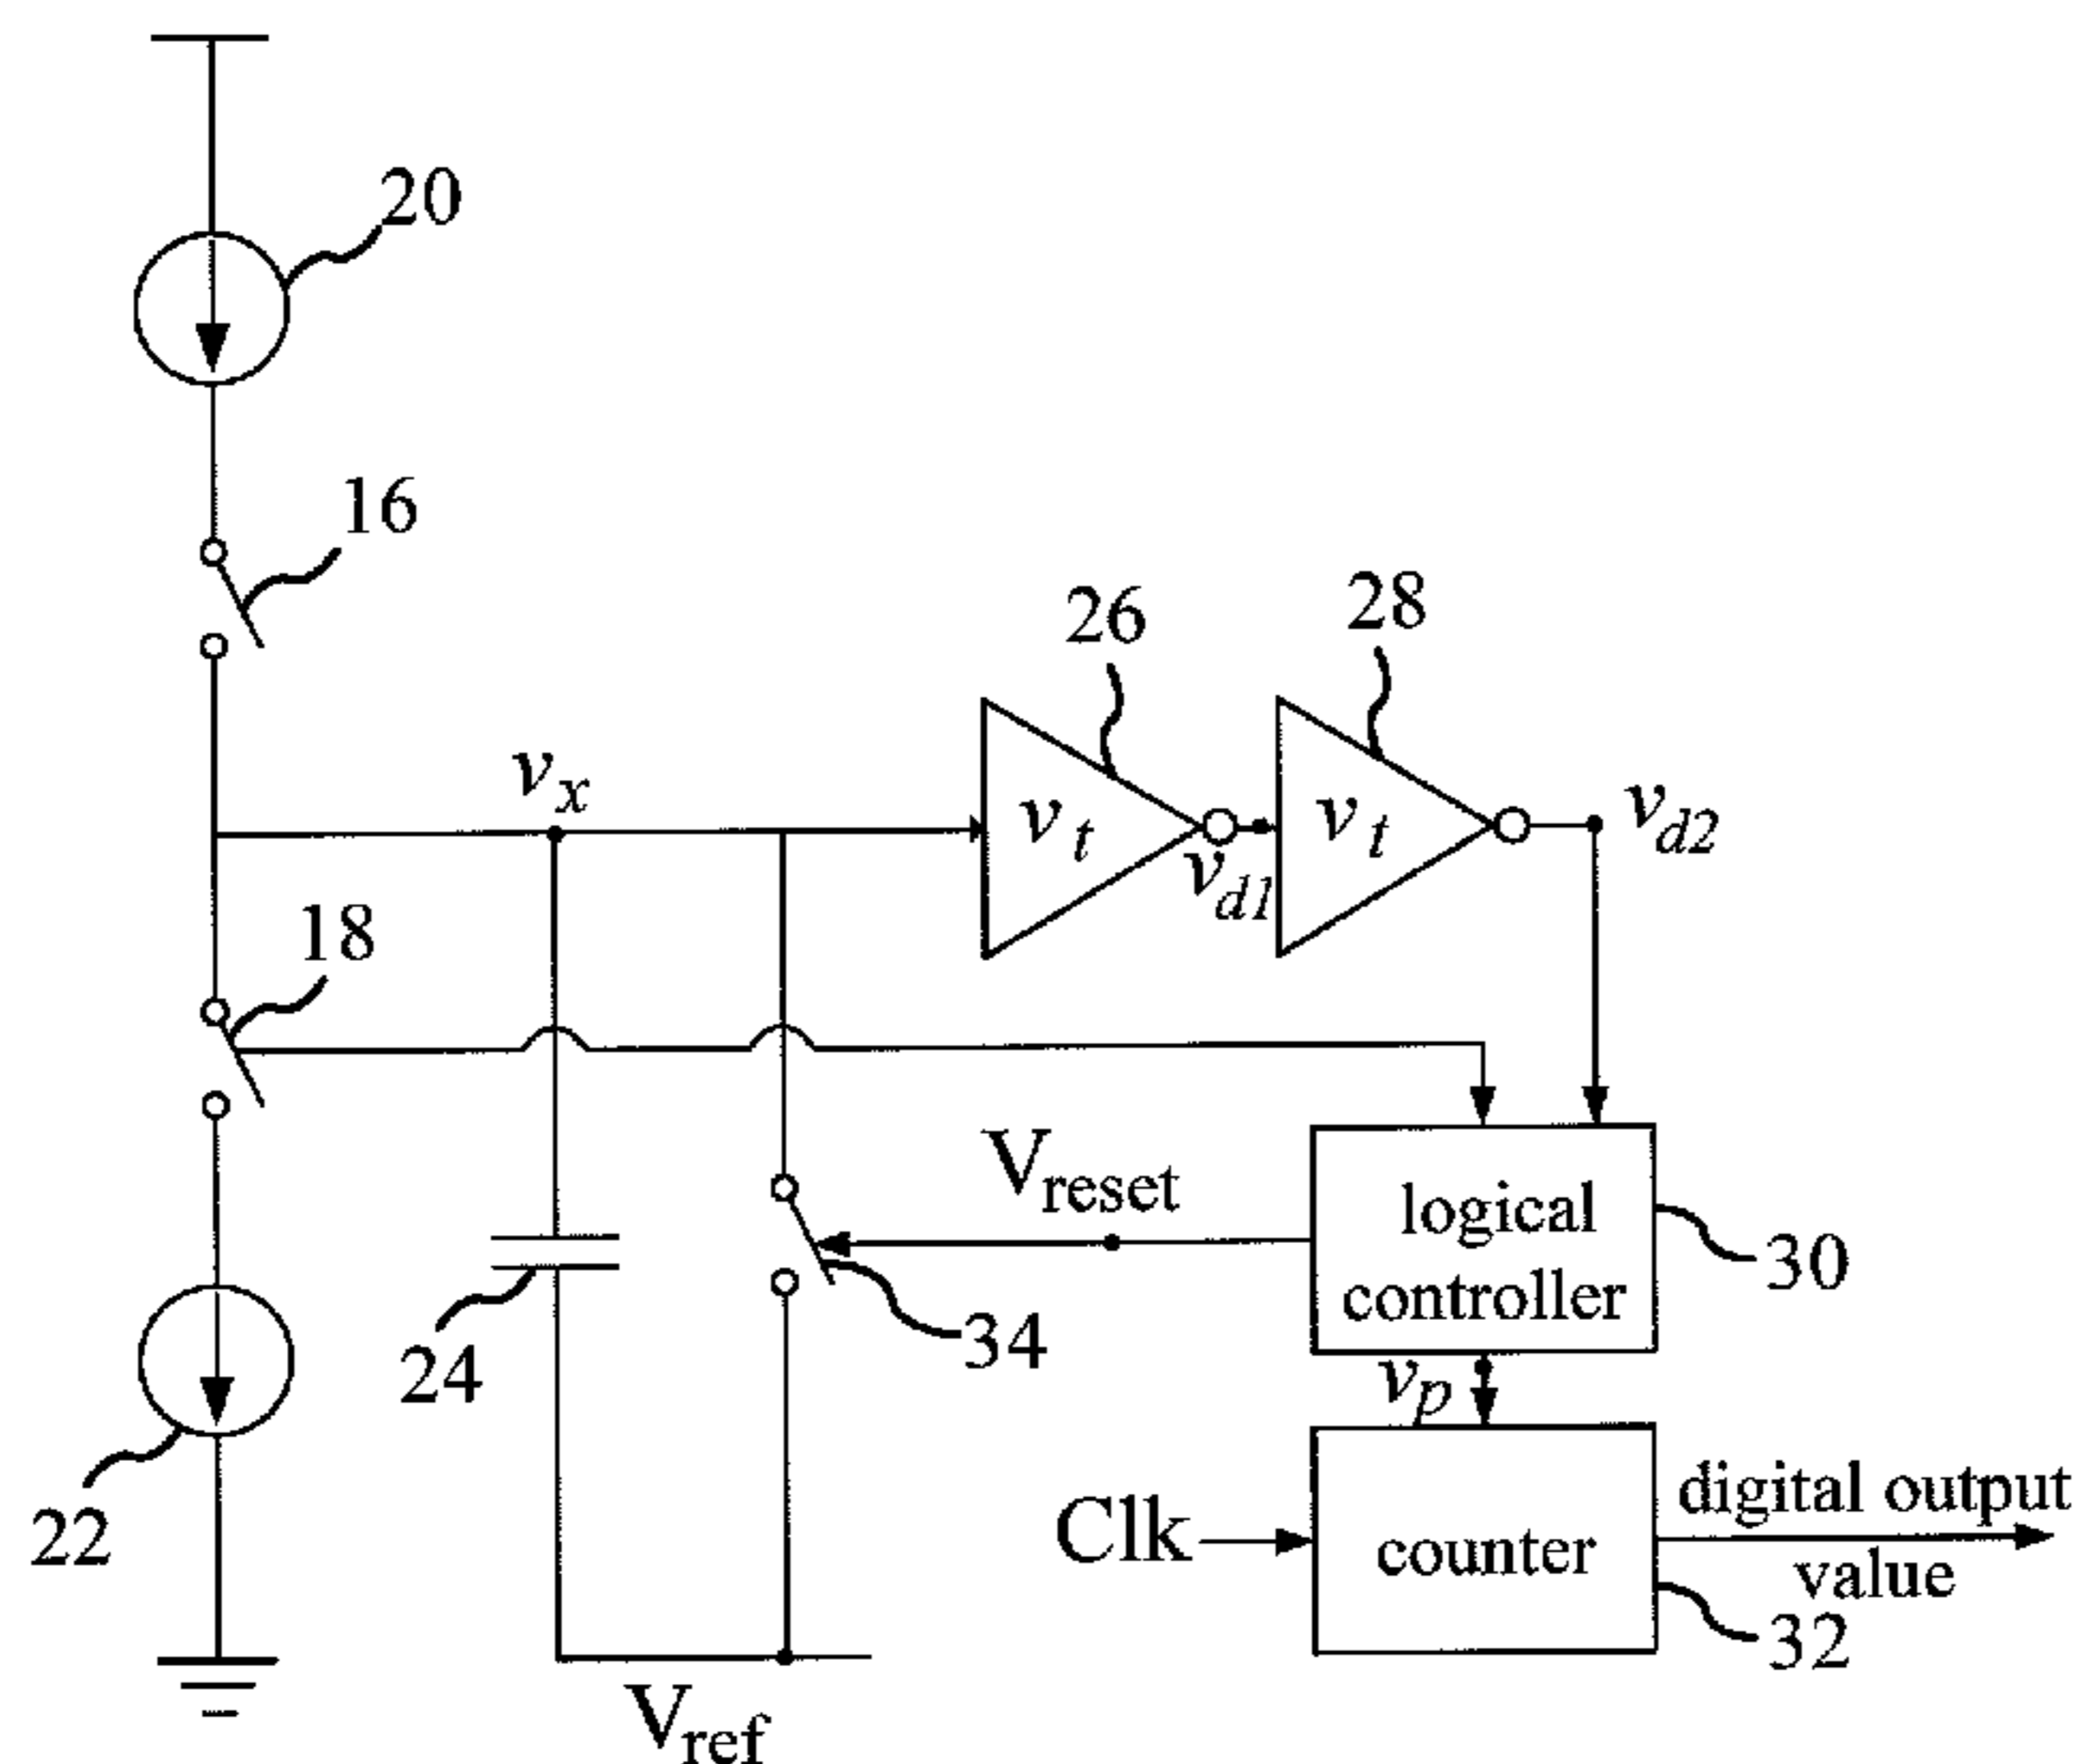 20
16
26
28
v_x
v_t
v_t
v_d2
v_d1
18
V_reset
logical
controller
30
34
24
v_p
22
Clk
counter
digital output
value
32
V_ref